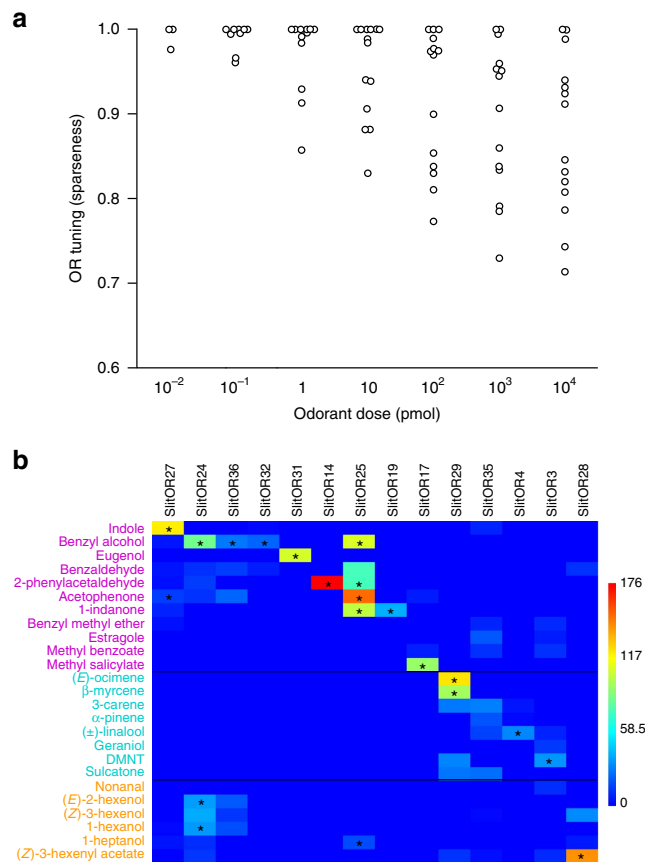 a
OR tuning (sparseness)
1.0
0.9
0.8
0.7
0.6
10⁻²
10⁻¹
1
10
10²
10³
10⁴
Odorant dose (pmol)
b
SlitOR27
SlitOR24
SlitOR36
SlitOR32
SlitOR31
SlitOR14
SlitOR25
SlitOR19
SlitOR17
SlitOR29
SlitOR35
SlitOR4
SlitOR3
SlitOR28
Indole
Benzyl alcohol
Eugenol
Benzaldehyde
2-phenylacetaldehyde
Acetophenone
1-indanone
Benzyl methyl ether
Estragole
Methyl benzoate
Methyl salicylate
(E)-ocimene
β-myrcene
3-carene
α-pinene
(±)-linalool
Geraniol
DMNT
Sulcatone
Nonanal
(E)-2-hexenol
(Z)-3-hexenol
1-hexanol
1-heptanol
(Z)-3-hexenyl acetate
176
117
58.5
0